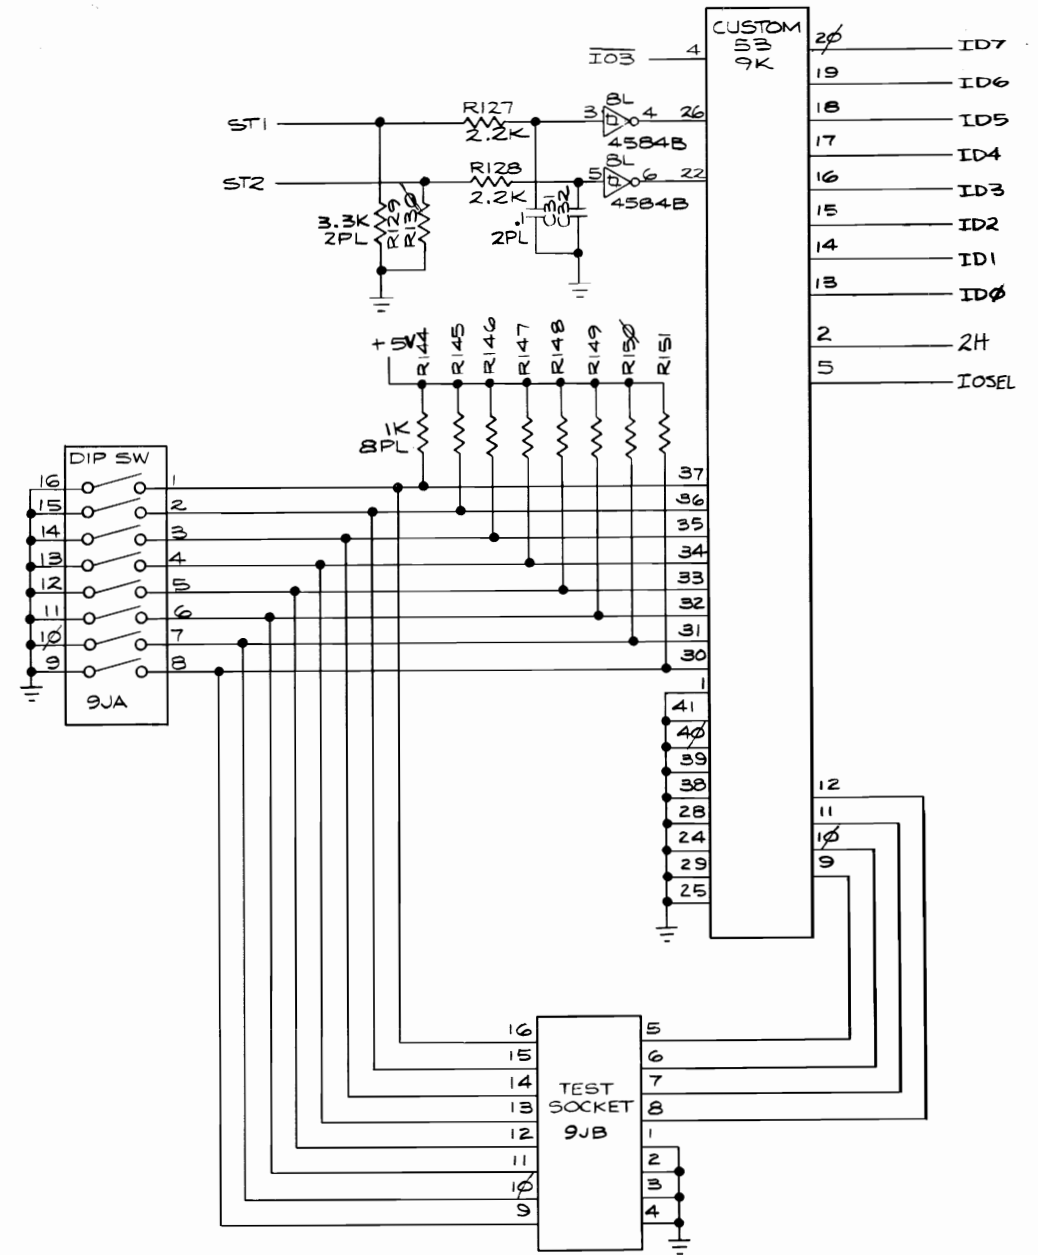 CUSTOM
53
9K
IO3
4
ST1
R127
2.2K
3
8L
4
4584B
26
ST2
R128
2.2K
5
8L
6
4584B
22
3.3K
2PL
R129
R130
.1
2PL
C31
C32
20
ID7
19
ID6
18
ID5
17
ID4
16
ID3
15
ID2
14
ID1
13
IDØ
2
2H
5
IOSEL
+5V
R144
R145
R146
R147
R148
R149
R15Ø
R151
1K
8PL
DIP SW
16
1
15
2
14
3
13
4
12
5
11
6
1Ø
7
9
8
9JA
37
36
35
34
33
32
31
30
1
41
4Ø
39
38
28
24
29
25
12
11
1Ø
9
TEST
SOCKET
9JB
16
15
14
13
12
11
1Ø
9
5
6
7
8
1
2
3
4